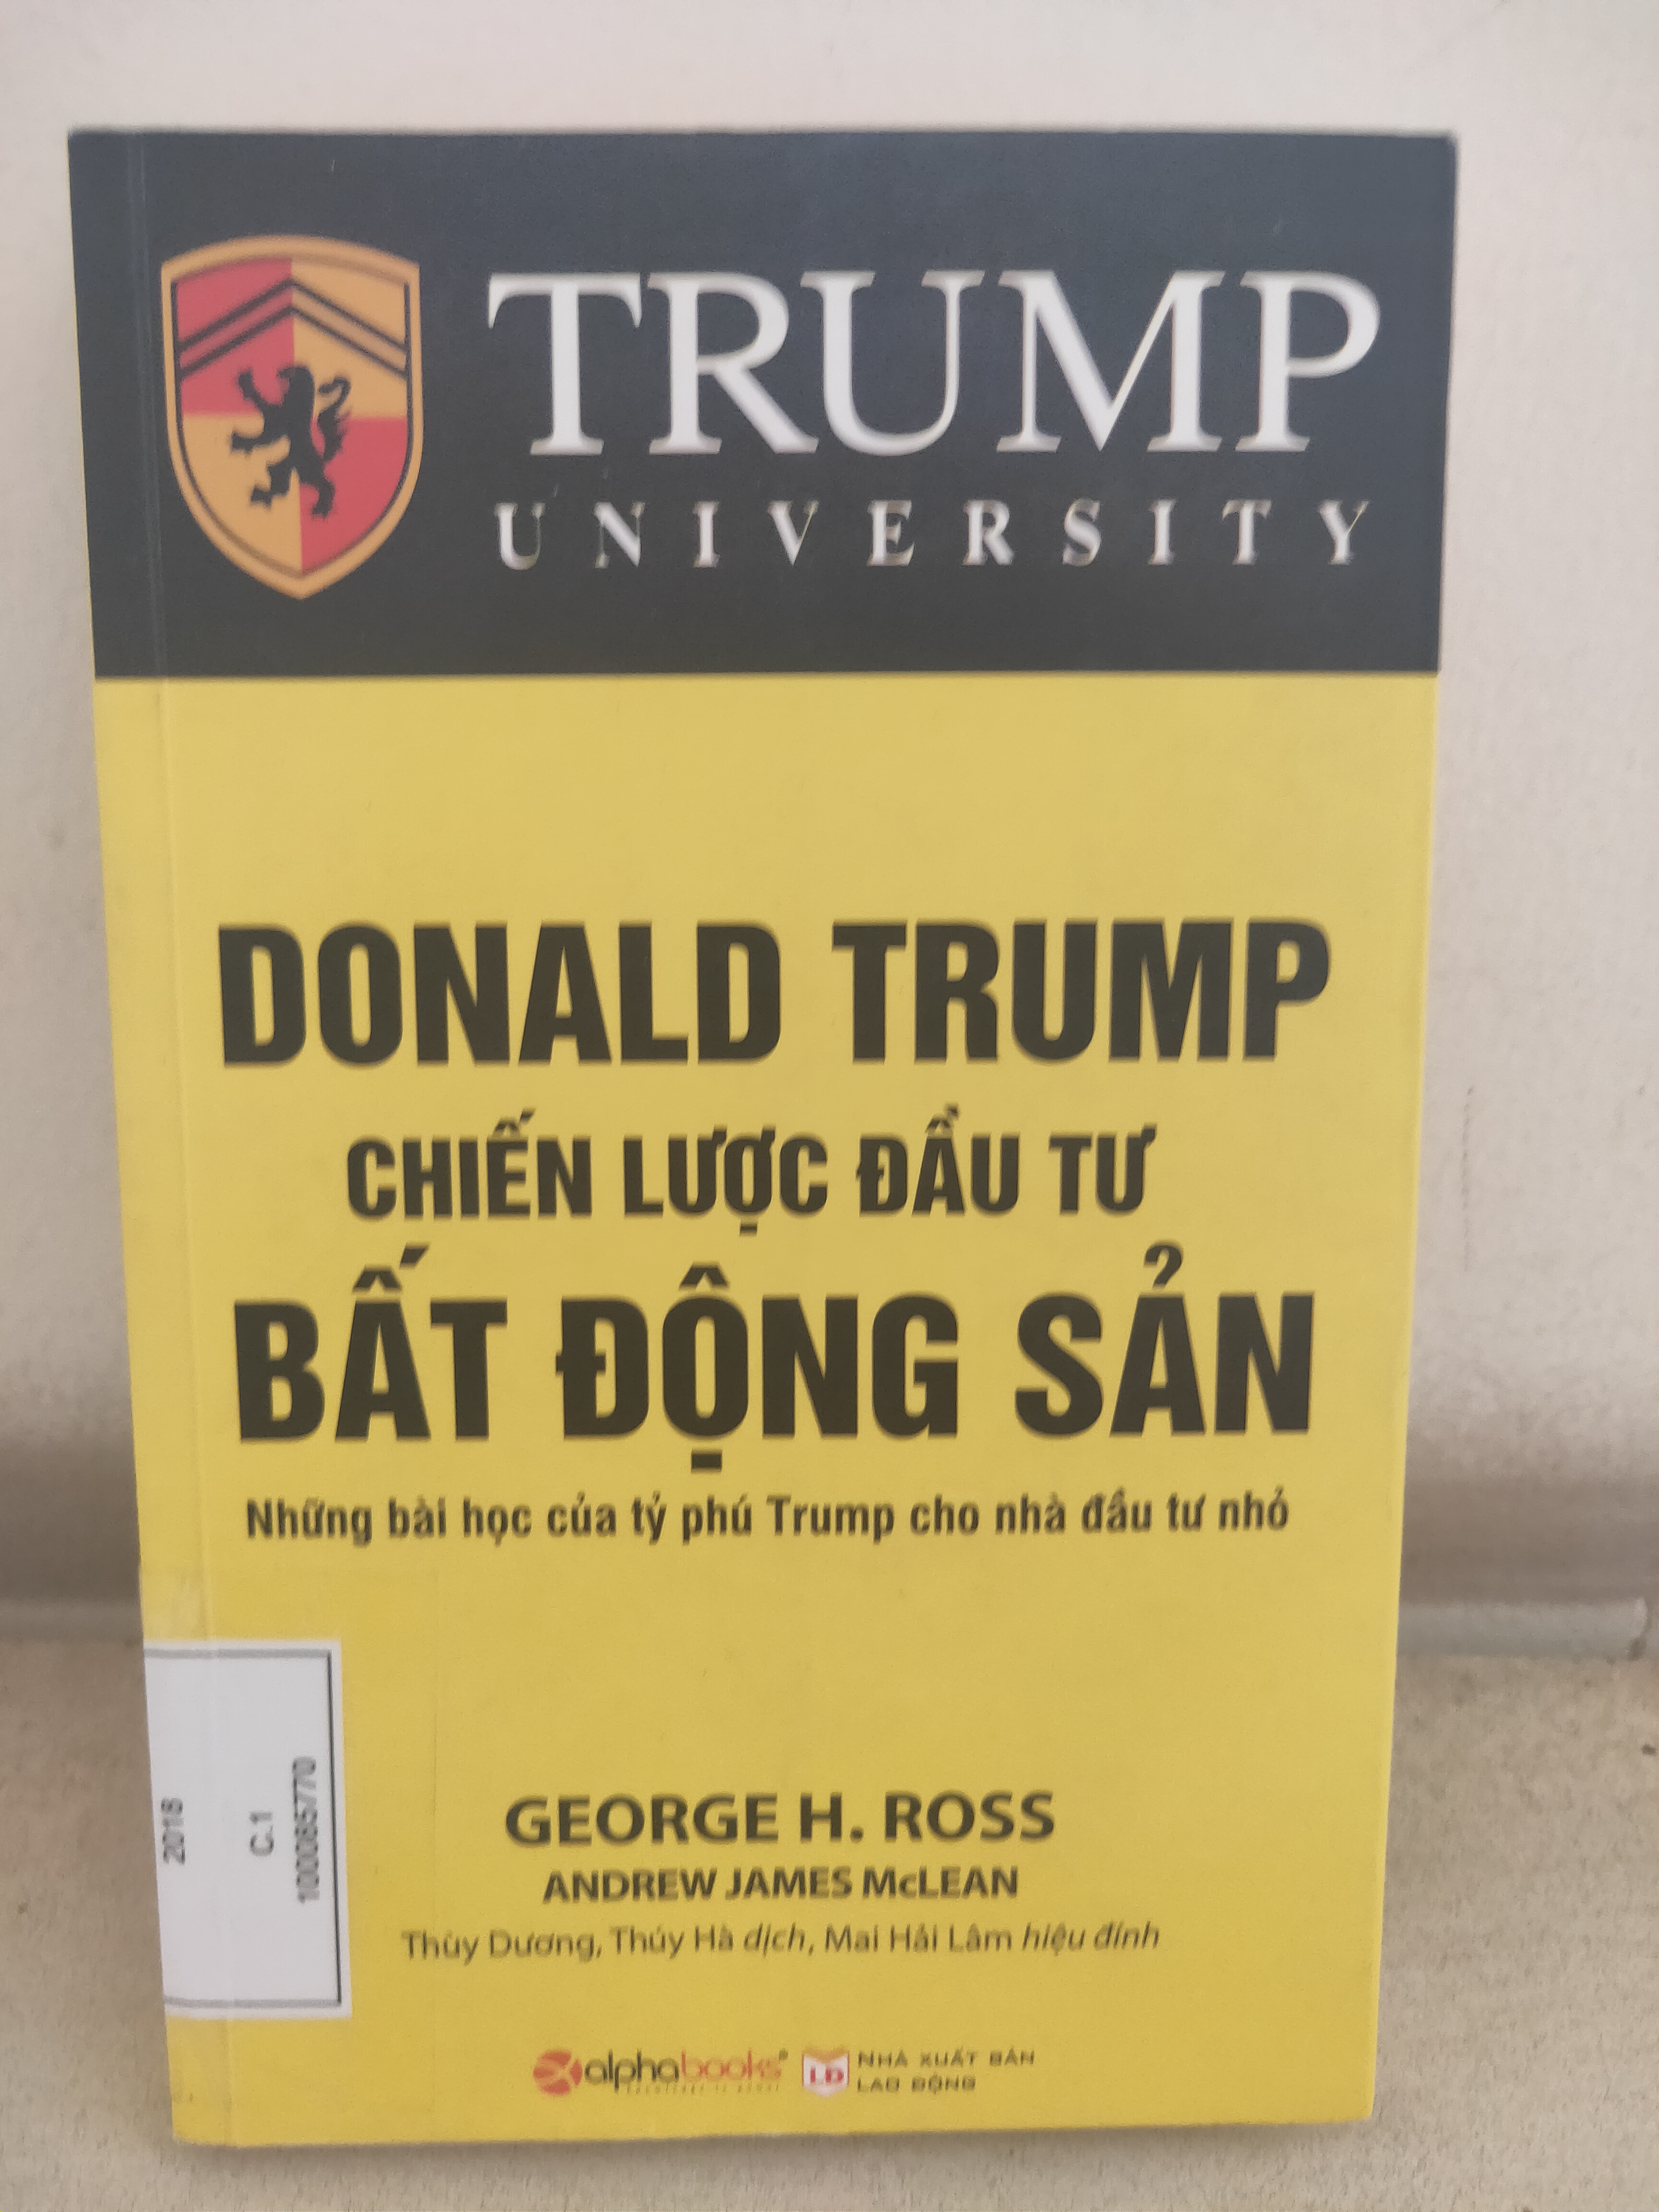 TRUMP
UNIVERSITY
DONALD TRUMP
CHIẾN LƯỢC ĐẦU TƯ
BẤT ĐỘNG SẢN
Những bài học của tỷ phú Trump cho nhà đầu tư nhỏ
2018
C.1
1000085770
GEORGE H. ROSS
ANDREW JAMES McLEAN
Thùy Dương, Thúy Hà dịch, Mai Hải Lâm hiệu đính
alphabooks®
LĐ
NHÀ XUẤT BẢN
LAO ĐỘNG